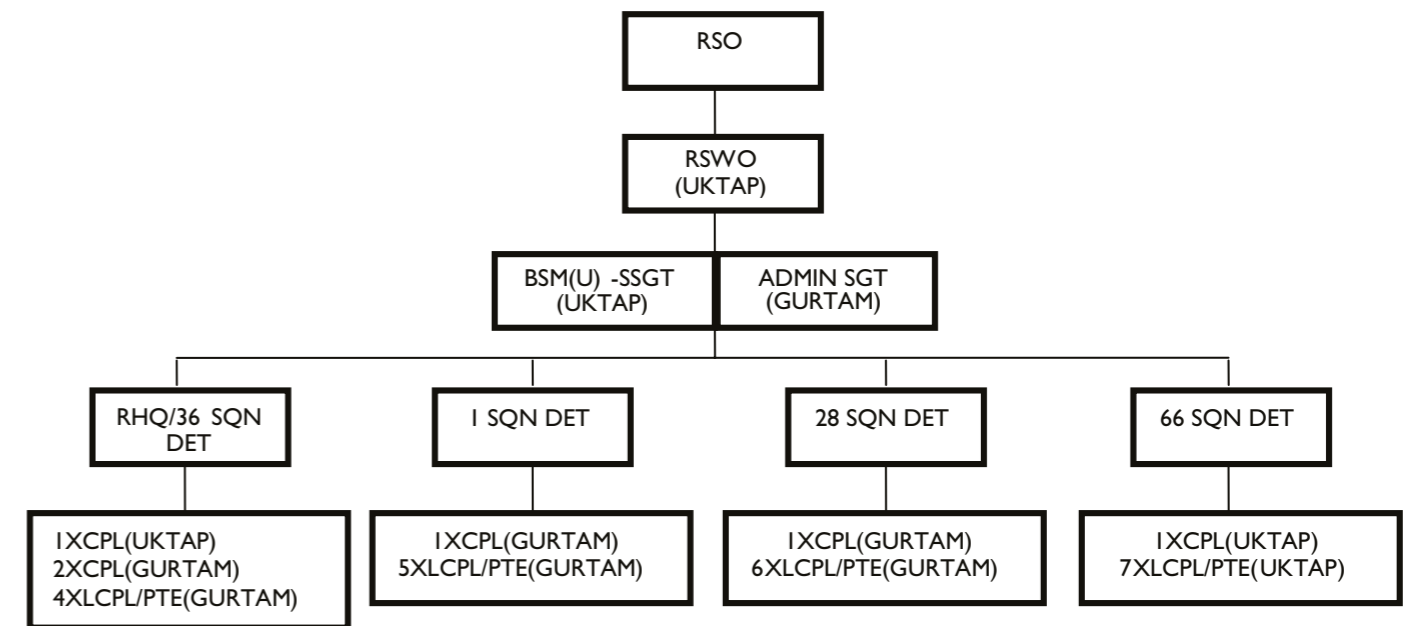 RSO
RSWO
(UKTAP)
BSM(U) -SSGT
(UKTAP)
ADMIN SGT
(GURTAM)
RHQ/36 SQN
DET
1 SQN DET
28 SQN DET
66 SQN DET
1XCPL(UKTAP)
2XCPL(GURTAM)
4XLCPL/PTE(GURTAM)
1XCPL(GURTAM)
5XLCPL/PTE(GURTAM)
1XCPL(GURTAM)
6XLCPL/PTE(GURTAM)
1XCPL(UKTAP)
7XLCPL/PTE(UKTAP)